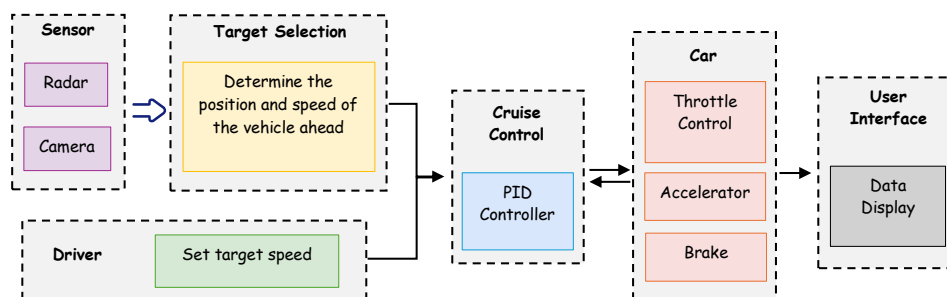 Sensor
Radar
Camera
Target Selection
Determine the
position and speed of
the vehicle ahead
Driver
Set target speed
Cruise
Control
PID
Controller
Car
Throttle
Control
Accelerator
Brake
User
Interface
Data
Display